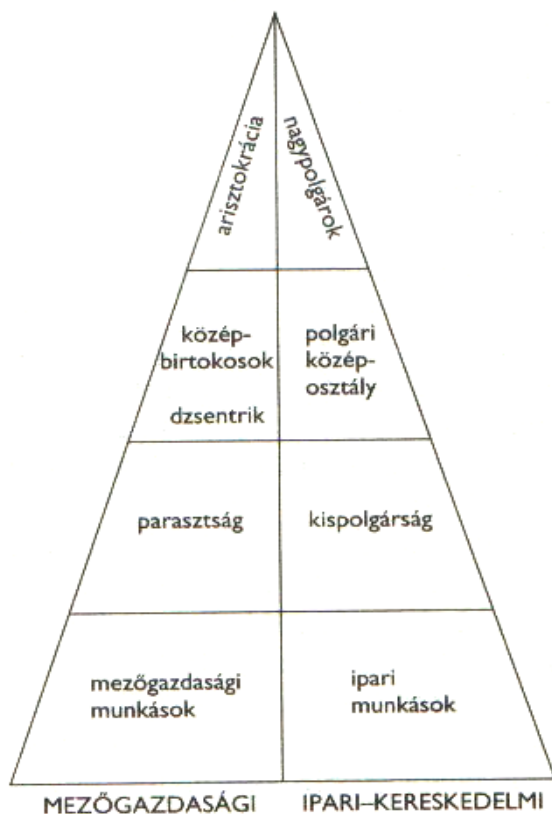 arisztokrácia
nagypolgárok
közép-
birtokosok
dzsentrik
polgári
közép-
osztály
parasztság
kispolgárság
mezőgazdasági
munkások
ipari
munkások
MEZŐGAZDASÁGI
IPARI–KERESKEDELMI